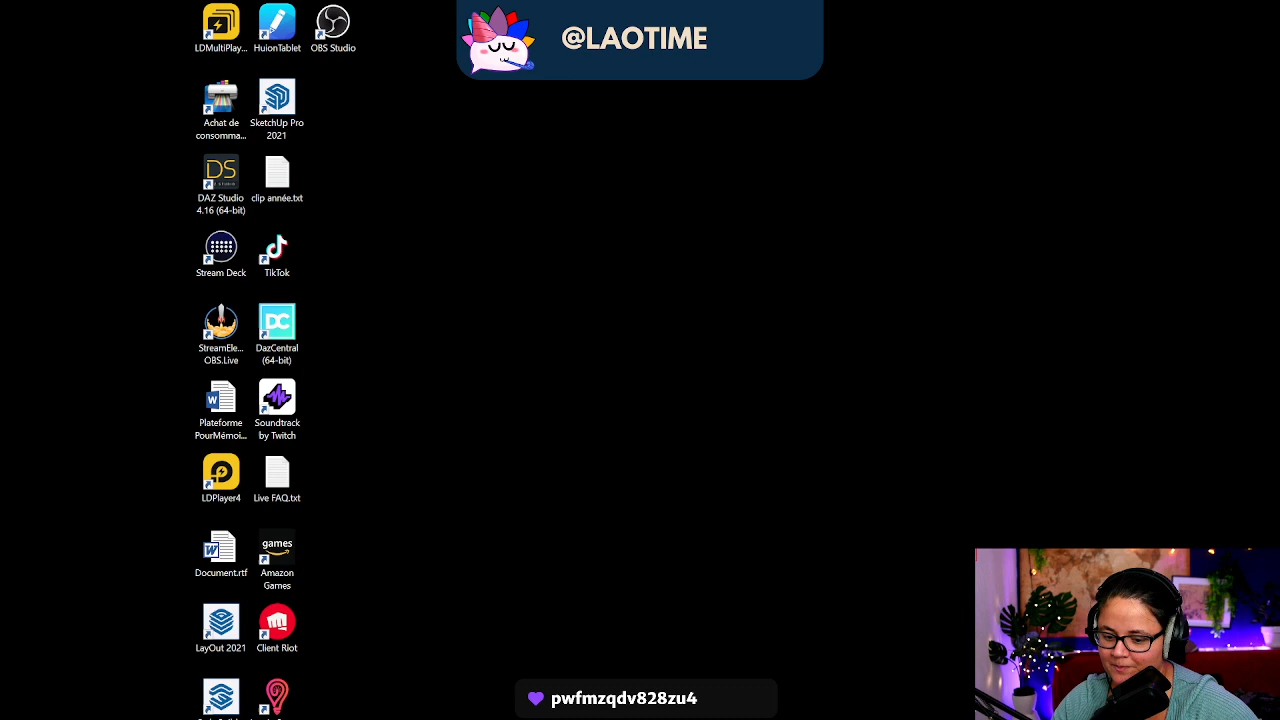 @LAOTIME
LDMultiPlay...
HuionTablet
OBS Studio
Achat de
consomma...
SketchUp Pro
2021
DS
DAZ Studio
4.16 (64-bit)
clip année.txt
Stream Deck
TikTok
StreamEle...
OBS.Live
DC
DazCentral
(64-bit)
W
Plateforme
PourMémoi...
Soundtrack
by Twitch
LDPlayer4
Live FAQ.txt
W
Document.rtf
games
Amazon
Games
LayOut 2021
Client Riot
pwfmzqdv828zu4